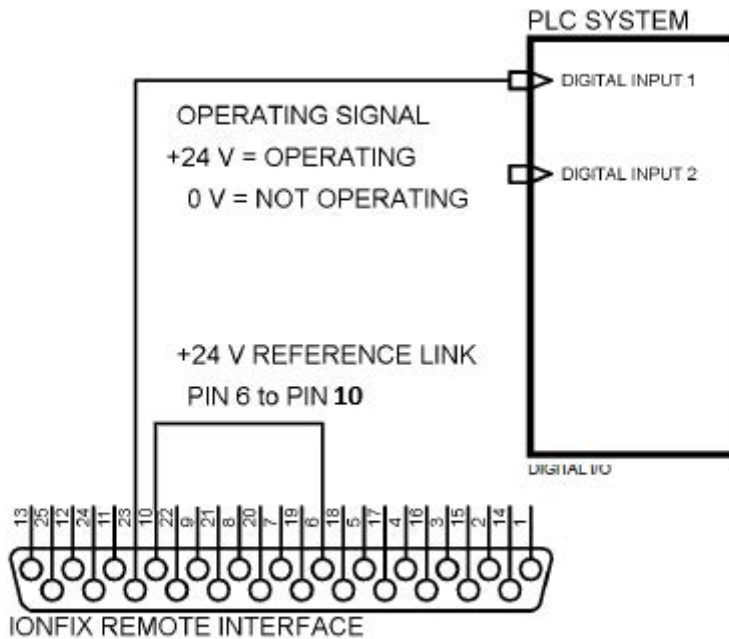 PLC SYSTEM
DIGITAL INPUT 1
OPERATING SIGNAL
+24 V = OPERATING
DIGITAL INPUT 2
0 V = NOT OPERATING
+24 V REFERENCE LINK
PIN 6 to PIN 10
DIGITAL I/O
13 25 12 24 11 23 10 22 9 21 8 20 7 19 6 18 5 17 4 16 3 15 2 14 1
IONFIX REMOTE INTERFACE